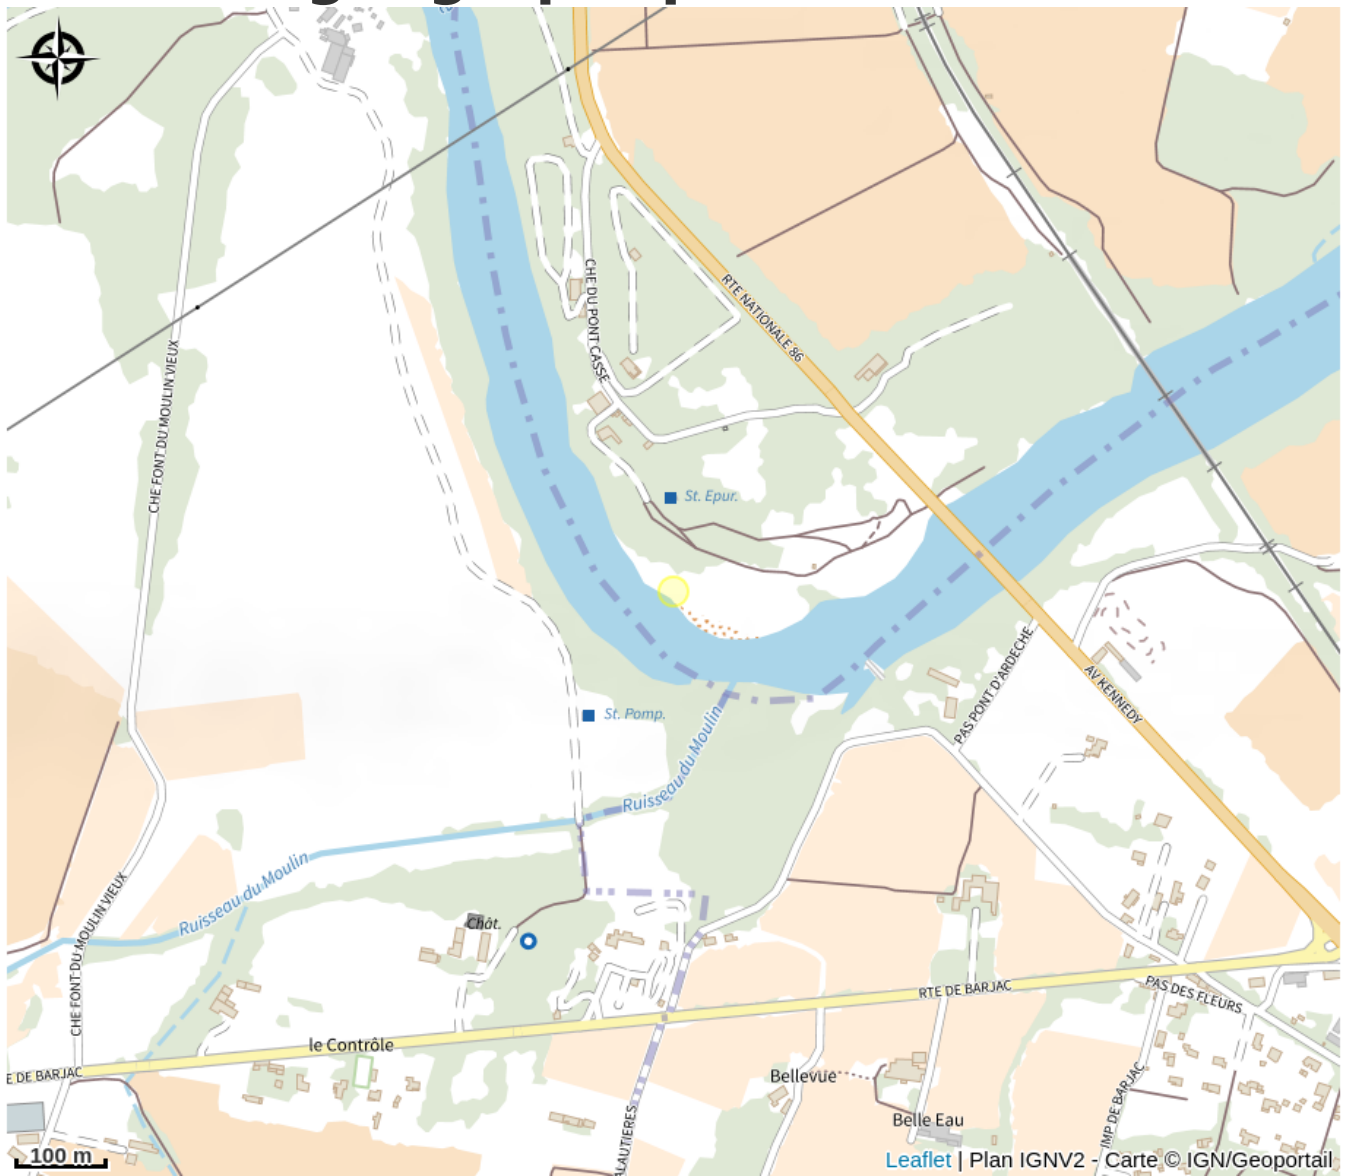 CHE DU PONT CASSE
RTE NATIONALE 86
CHE FONT DU MOULIN VIEUX
St. Epur.
PAS PONT D'ARDECHE
AV KENNEDY
St. Pomp.
Ruisseau du Moulin
Ruisseau du Moulin
CHE FONT DU MOULIN VIEUX
Chât.
RTE DE BARJAC
PAS DES FLEURS
le Contrôle
E DE BARJAC
Bellevue
IMP DE BARJAC
ALAUTIERES
Belle Eau
100 m
Leaflet | Plan IGNV2 - Carte © IGN/Geoportail